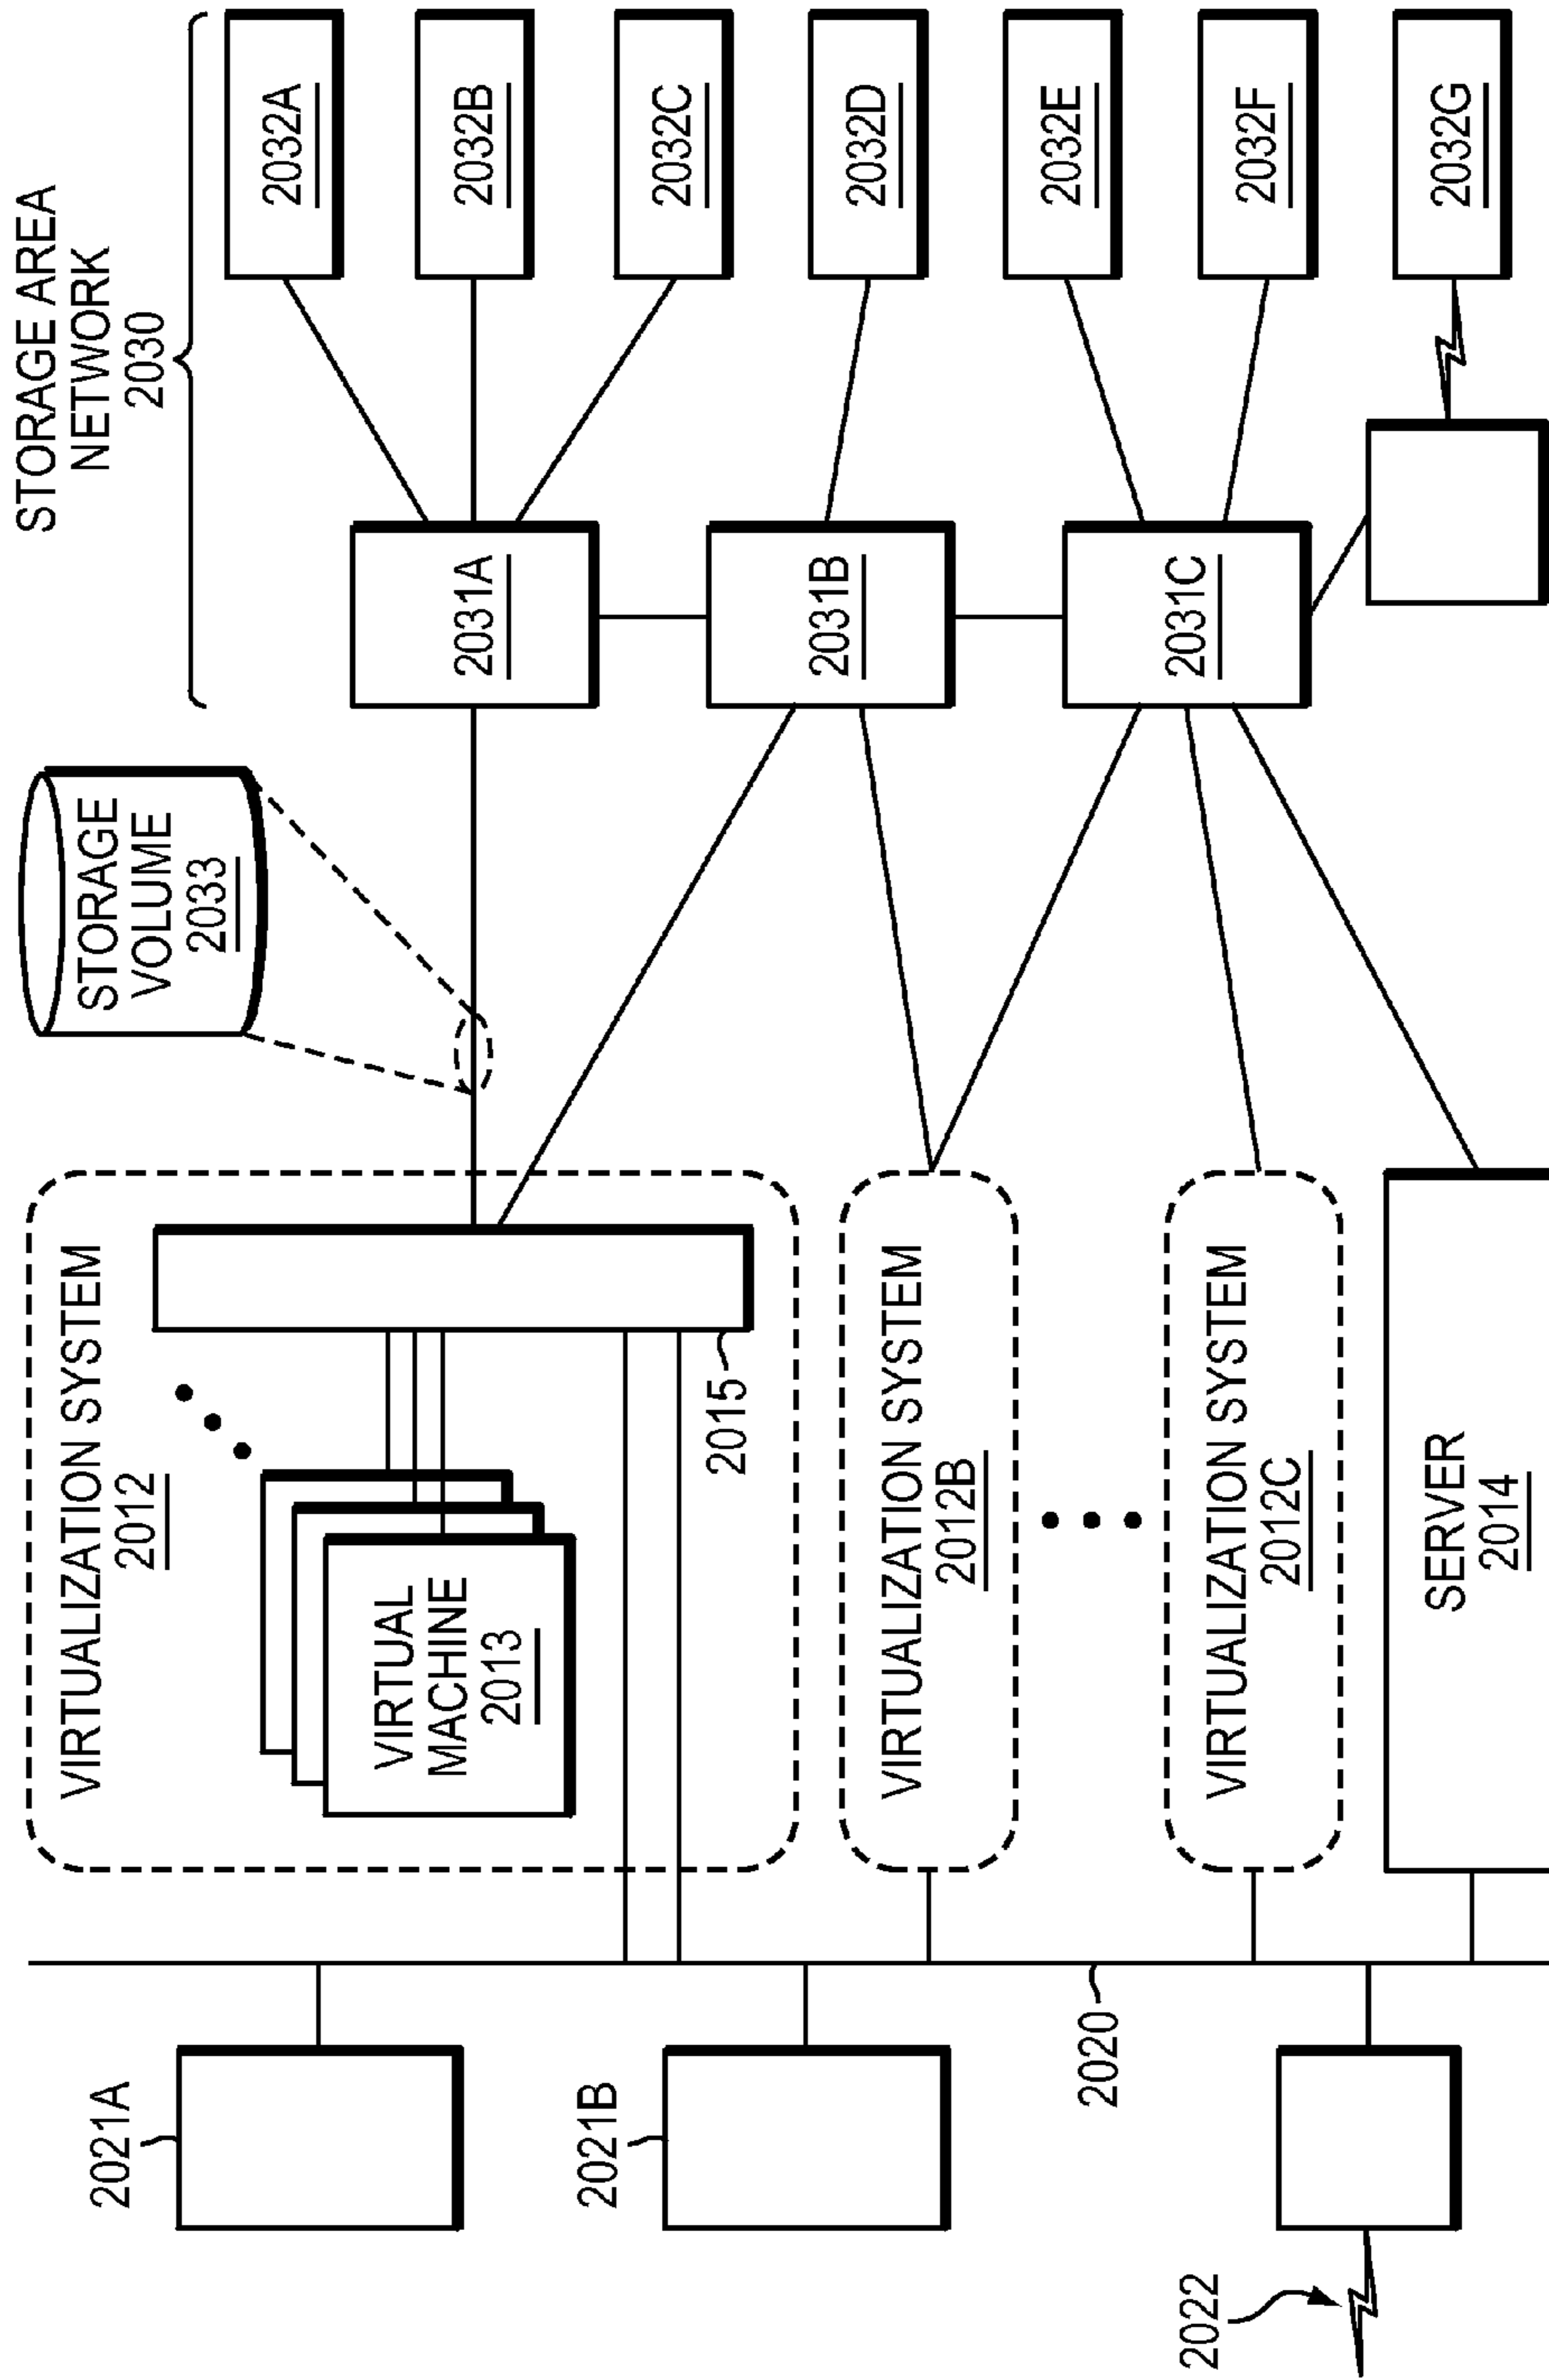 STORAGE AREA
NETWORK
2030
2032A
2032B
2032C
2032D
2032E
2032F
2032G
2031A
2031B
2031C
STORAGE
VOLUME
2033
VIRTUALIZATION SYSTEM
2012
VIRTUAL
MACHINE
2013
2015
VIRTUALIZATION SYSTEM
2012B
VIRTUALIZATION SYSTEM
2012C
SERVER
2014
2020
2021A
2021B
2022